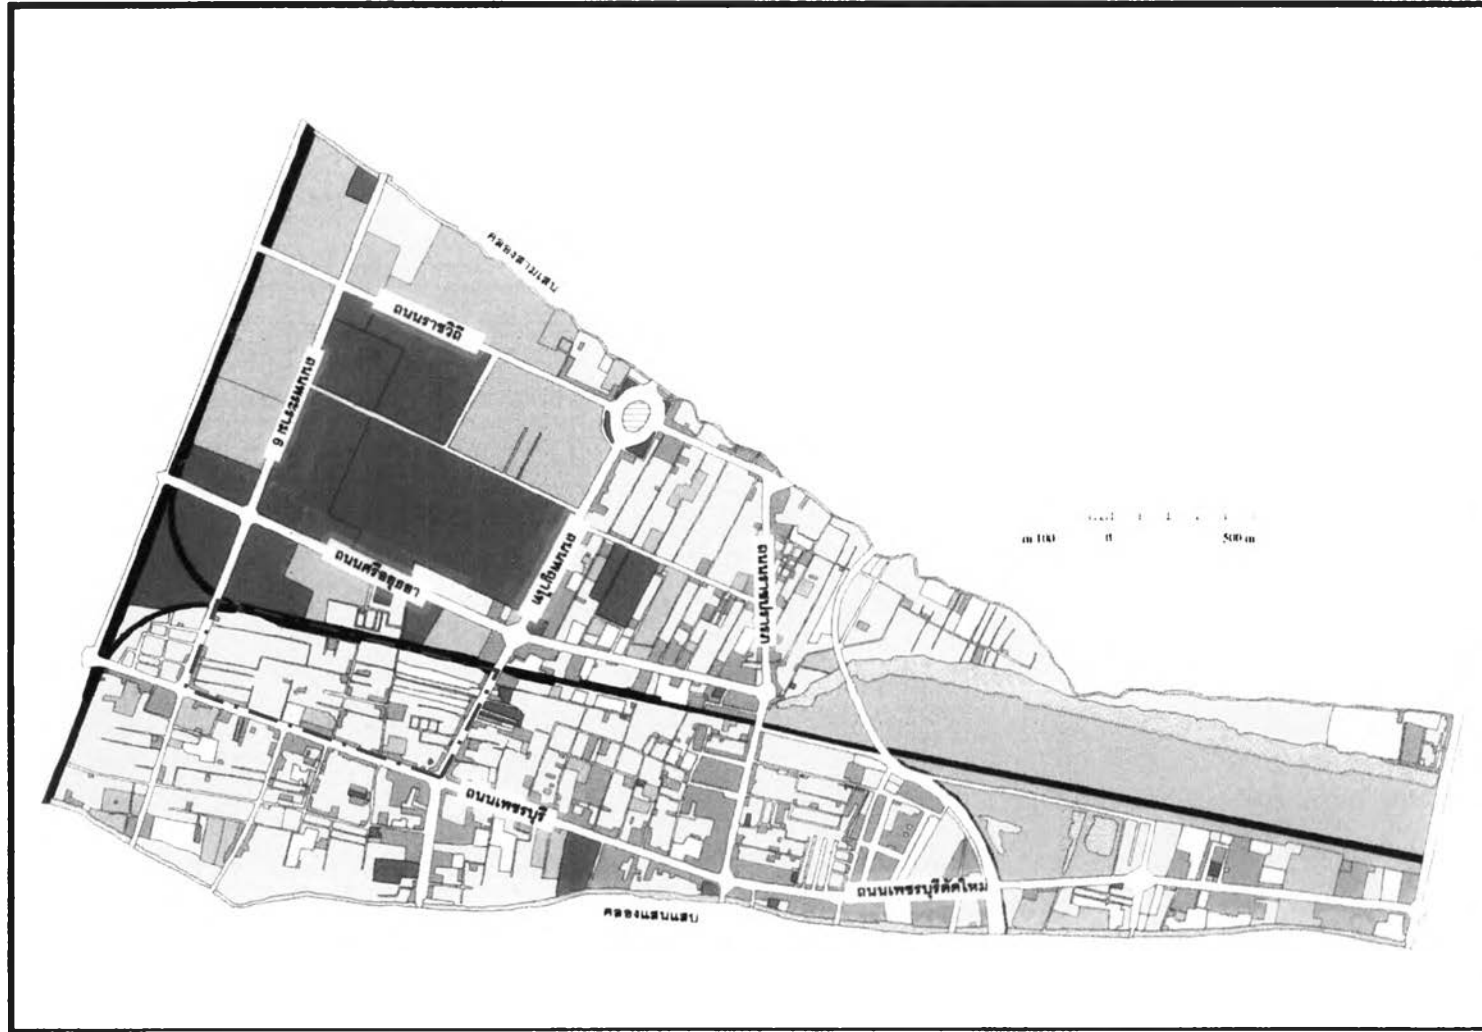 คลองสามเสน
ถนนราชวิถี
ถนนพระรามที่ 6
ถนนศรีอยุธยา
ถนนพญาไท
ถนนราชปรารภ
m 100 0 500 m
ถนนเพชรบุรี
ถนนเพชรบุรีตัดใหม่
คลองแสนแสบ